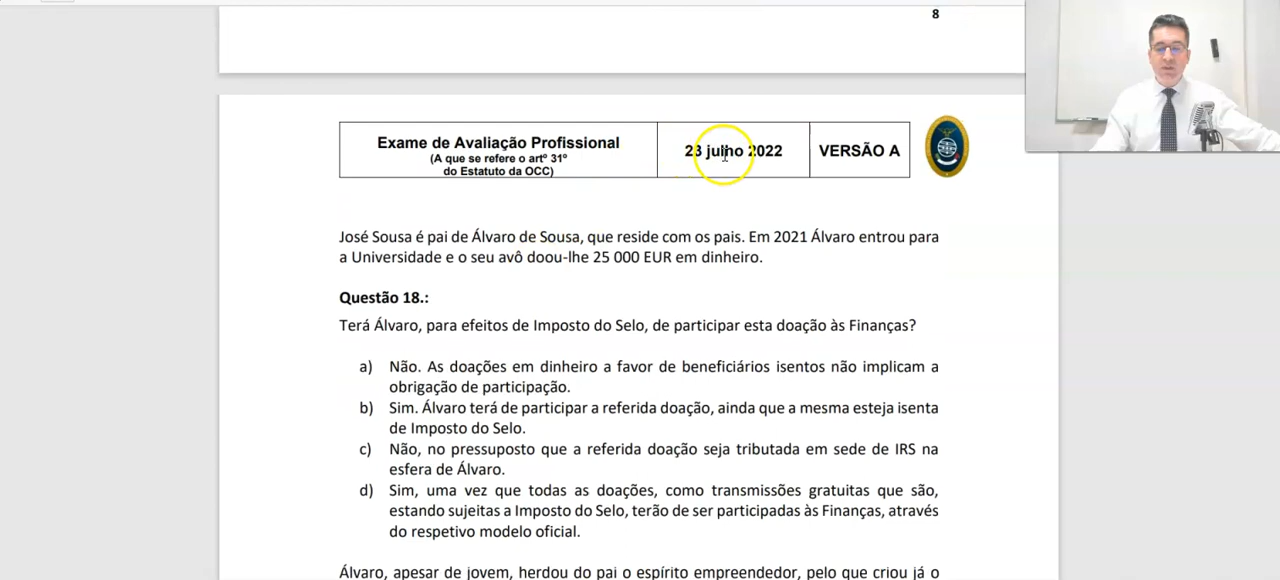 8
Exame de Avaliação Profissional
(A que se refere o artº 31º
do Estatuto da OCC)
23 julho 2022
VERSÃO A
José Sousa é pai de Álvaro de Sousa, que reside com os pais. Em 2021 Álvaro entrou para
a Universidade e o seu avô doou-lhe 25 000 EUR em dinheiro.
Questão 18.:
Terá Álvaro, para efeitos de Imposto do Selo, de participar esta doação às Finanças?
a) Não. As doações em dinheiro a favor de beneficiários isentos não implicam a
obrigação de participação.
b) Sim. Álvaro terá de participar a referida doação, ainda que a mesma esteja isenta
de Imposto do Selo.
c) Não, no pressuposto que a referida doação seja tributada em sede de IRS na
esfera de Álvaro.
d) Sim, uma vez que todas as doações, como transmissões gratuitas que são,
estando sujeitas a Imposto do Selo, terão de ser participadas às Finanças, através
do respetivo modelo oficial.
Álvaro, apesar de jovem, herdou do pai o espírito empreendedor, pelo que criou já o